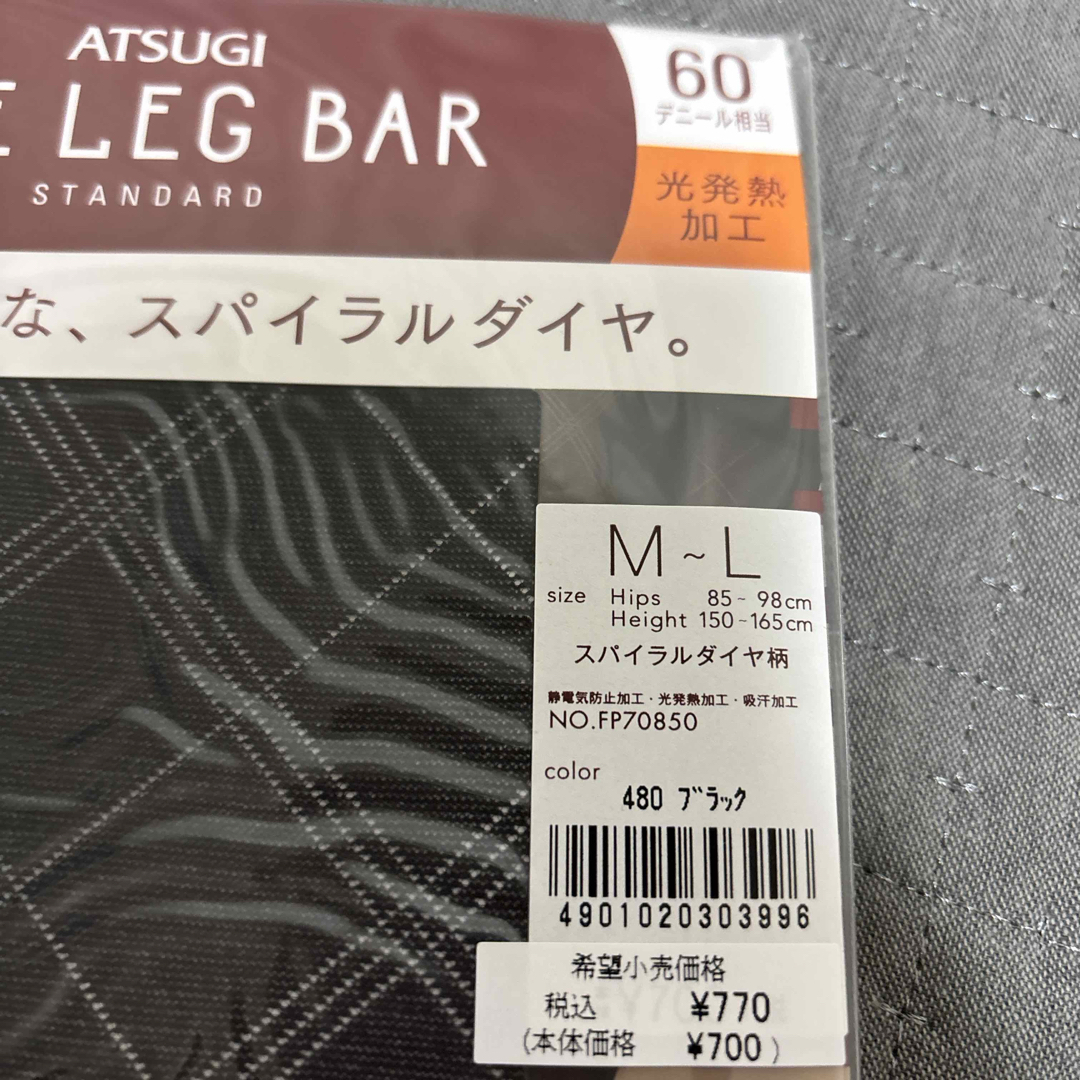 ATSUGI
E LEG BAR
STANDARD
60
デニール相当
光発熱
加工
な、スパイラルダイヤ。
M~L
size Hips 85~98cm
Height 150~165cm
スパイラルダイヤ柄
静電気防止加工・光発熱加工・吸汗加工
NO.FP70850
color
480 ブラック
4901020303996
希望小売価格
税込 ¥770
(本体価格 ¥700)